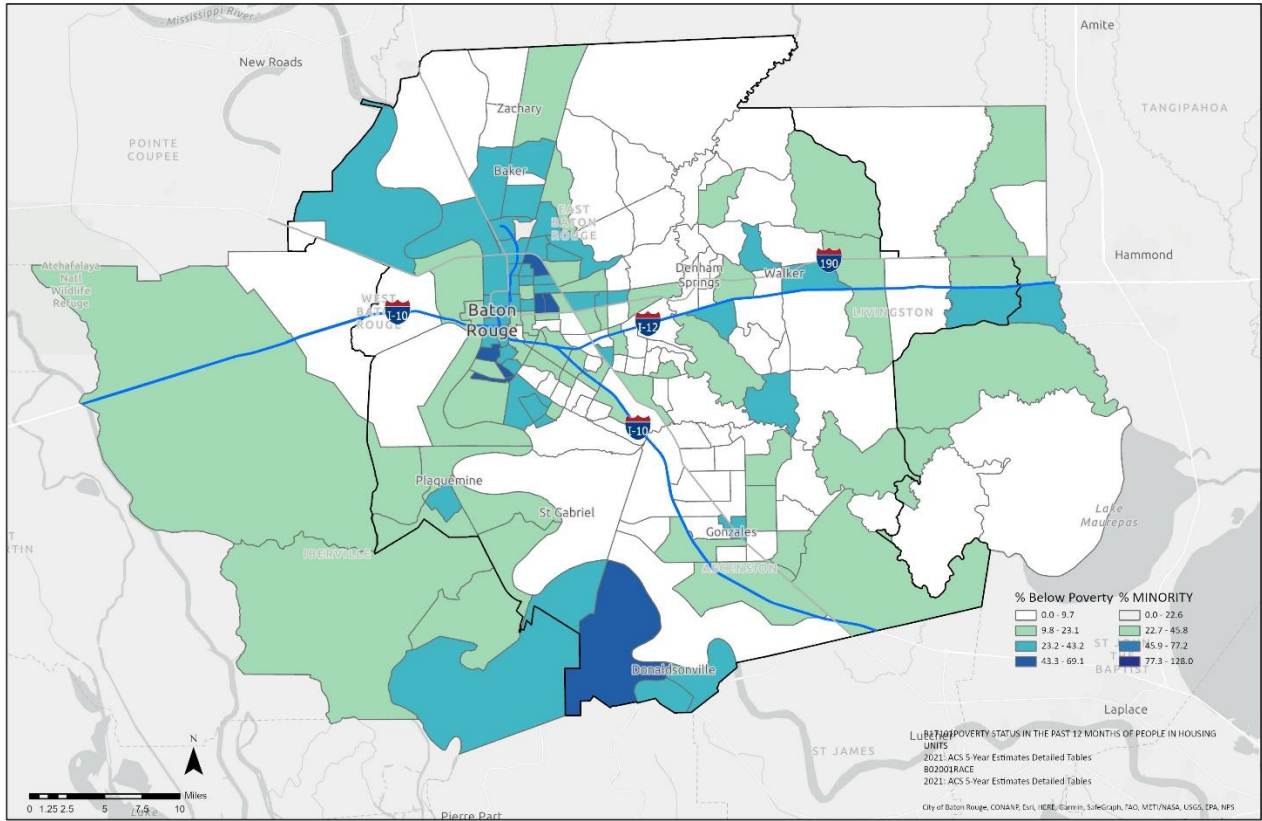 Mississippi River
Amite
New Roads
TANGIPAHOA
Zachary
POINTE
COUPEE
Baker
EAST
BATON
ROUGE
Hammond
Atchafalaya
Natl
Wildlife
Refuge
Denham
Springs
Walker
190
WEST
BATON
ROUGE
I-10
Baton
Rouge
I-12
LIVINGSTON
I-10
Plaquemine
St Gabriel
Gonzales
Lake
Maurepas
IBERVILLE
ASCENSION
% Below Poverty % MINORITY
0.0 - 9.7 0.0 - 22.6
9.8 - 23.1 22.7 - 45.8
23.2 - 43.2 45.9 - 77.2
43.3 - 69.1 77.3 - 128.0
ST JOHN
THE
BAPTIST
Donaldsonville
Laplace
Lutcher
ST JAMES
POVERTY STATUS IN THE PAST 12 MONTHS OF PEOPLE IN HOUSING
UNITS
2021: ACS 5-Year Estimates Detailed Tables
B02001RACE
2021: ACS 5-Year Estimates Detailed Tables
N
Miles
0 1.25 2.5 5 7.5 10
Lake
Pierre Part
City of Baton Rouge, CONANP, Esri, HERE, Garmin, SafeGraph, FAO, METI/NASA, USGS, EPA, NPS